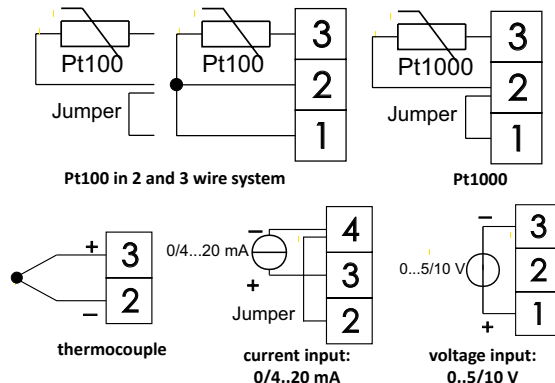 Pt100
Jumper
Pt100
3
2
1
Pt100 in 2 and 3 wire system
Pt1000
Jumper
3
2
1
Pt1000
+
−
3
2
thermocouple
−
0/4...20 mA
+
Jumper
4
3
2
current input:
0/4..20 mA
−
0...5/10 V
+
3
2
1
voltage input:
0..5/10 V